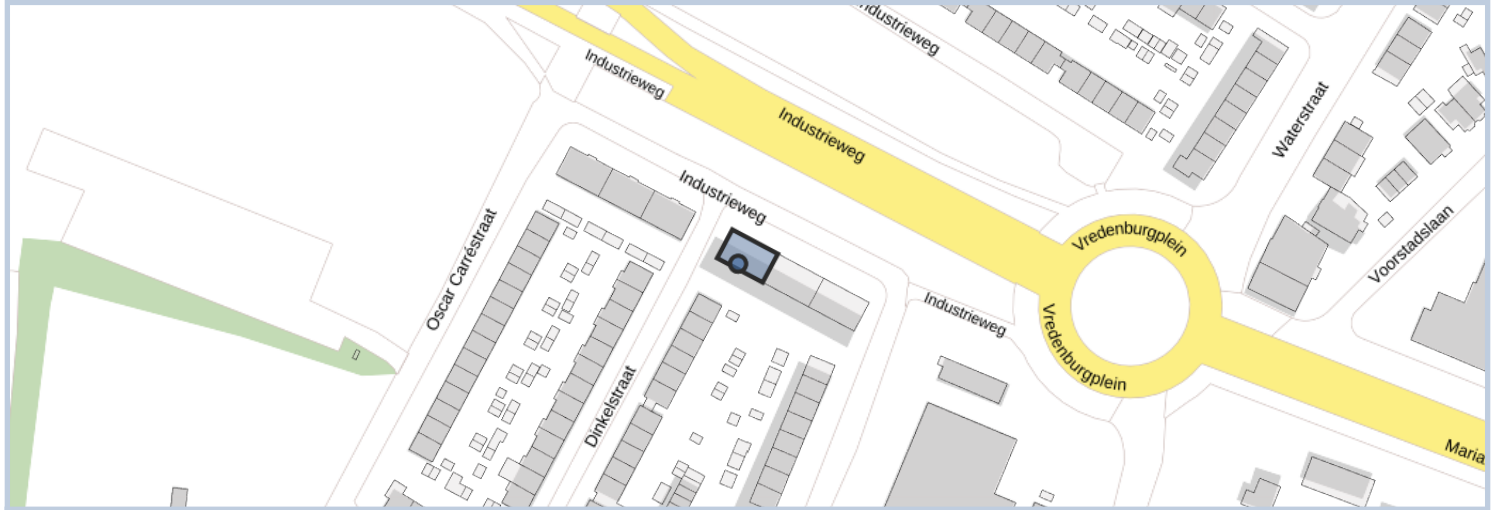 Industrieweg
Industrieweg
Industrieweg
Waterstraat
Industrieweg
Oscar Carréstraat
Vredenburgplein
Voorstadslaan
Industrieweg
Vredenburgplein
Dinkelstraat
Maria